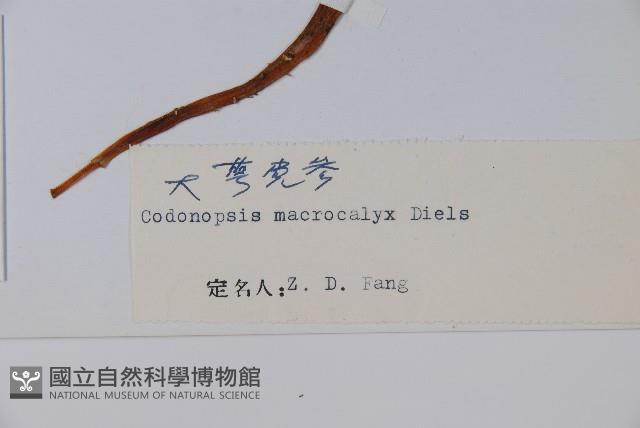 大萼党参
Codonopsis macrocalyx Diels
定名人:Z. D. Fang
國立自然科學博物館
NATIONAL MUSEUM OF NATURAL SCIENCE